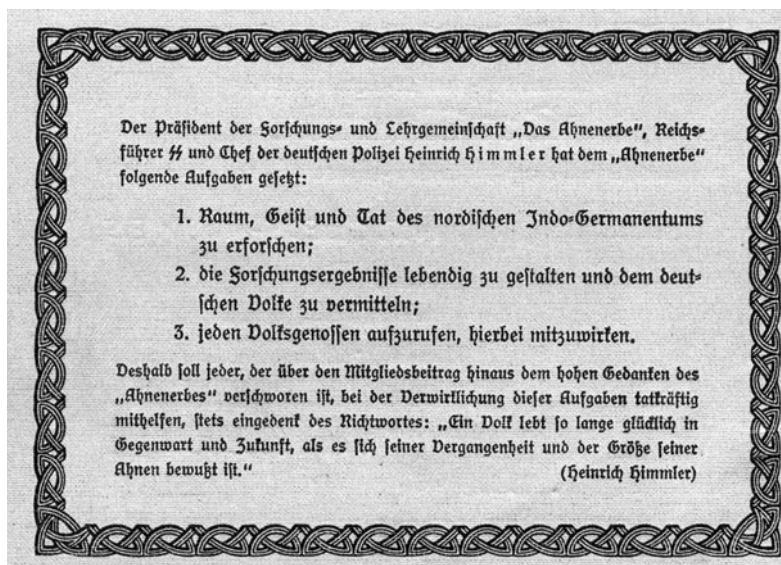 Der Präsident der Forschungs- und Lehrgemeinschaft „Das Ahnenerbe“, Reichs-
führer ᛋᛋ und Chef der deutschen Polizei Heinrich Himmler hat dem „Ahnenerbe“
folgende Aufgaben gesetzt:
1. Raum, Geist und Tat des nordischen Indo-Germanentums
zu erforschen;
2. die Forschungsergebnisse lebendig zu gestalten und dem deut-
schen Volke zu vermitteln;
3. jeden Volksgenossen aufzurufen, hierbei mitzuwirken.
Deshalb soll jeder, der über den Mitgliedsbeitrag hinaus dem hohen Gedanken des
„Ahnenerbes“ verschworen ist, bei der Verwirklichung dieser Aufgaben tatkräftig
mithelfen, stets eingedenk des Richtwortes: „Ein Volk lebt so lange glücklich in
Gegenwart und Zukunft, als es sich seiner Vergangenheit und der Größe seiner
Ahnen bewußt ist.“ (Heinrich Himmler)